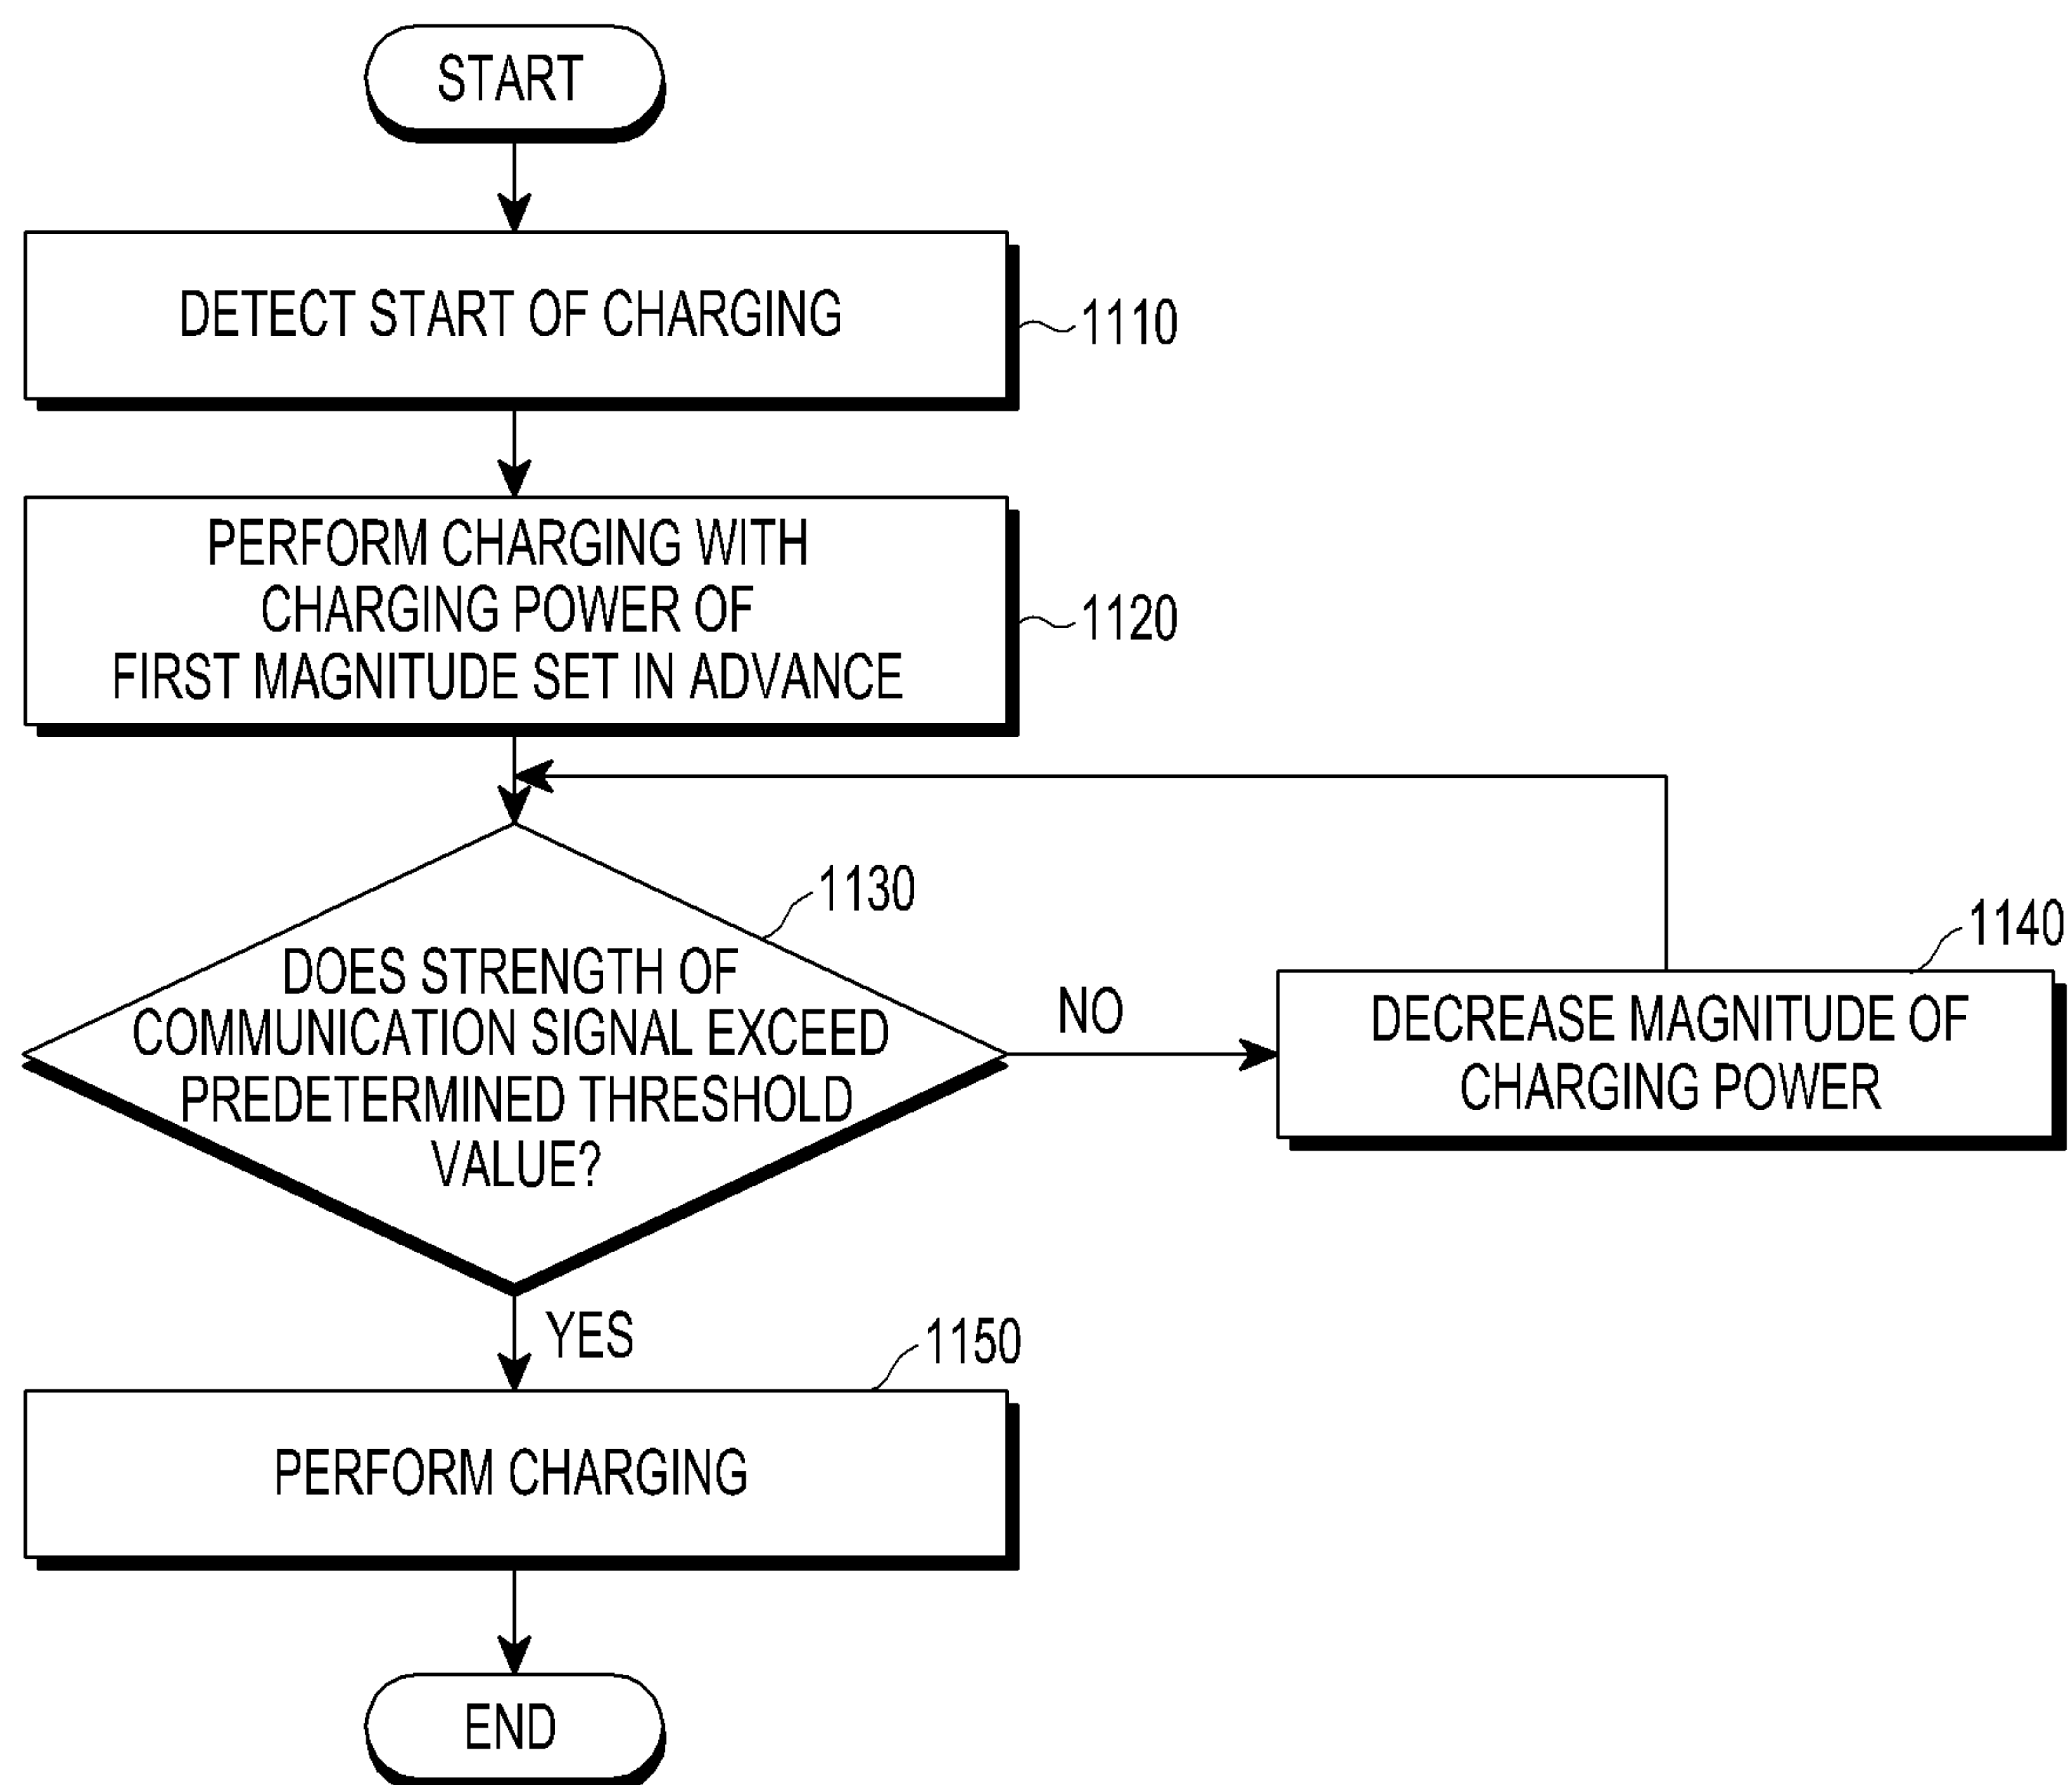 START
DETECT START OF CHARGING
1110
PERFORM CHARGING WITH
CHARGING POWER OF
FIRST MAGNITUDE SET IN ADVANCE
1120
1130
DOES STRENGTH OF
COMMUNICATION SIGNAL EXCEED
PREDETERMINED THRESHOLD
VALUE?
NO
1140
DECREASE MAGNITUDE OF
CHARGING POWER
YES
1150
PERFORM CHARGING
END